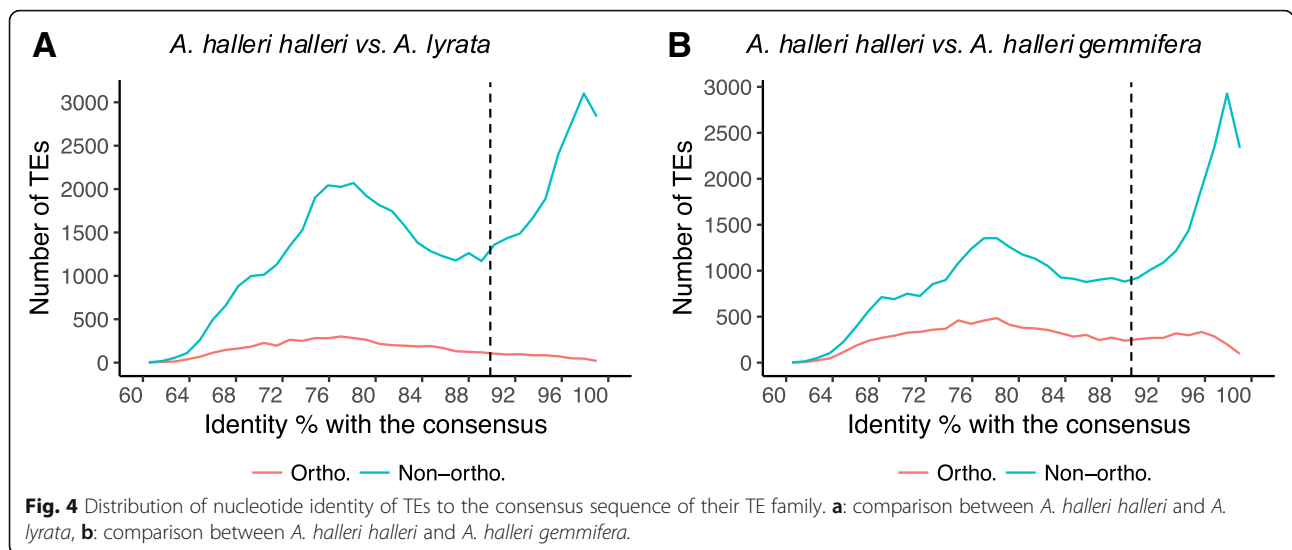 A
A. halleri halleri vs. A. lyrata
Number of TEs
3000
2500
2000
1500
1000
500
0
60 64 68 72 76 80 84 88 92 96 100
Identity % with the consensus
Ortho. Non–ortho.
B
A. halleri halleri vs. A. halleri gemmifera
Number of TEs
3000
2500
2000
1500
1000
500
0
60 64 68 72 76 80 84 88 92 96 100
Identity % with the consensus
Ortho. Non–ortho.
Fig. 4 Distribution of nucleotide identity of TEs to the consensus sequence of their TE family. a: comparison between A. halleri halleri and A.
lyrata, b: comparison between A. halleri halleri and A. halleri gemmifera.